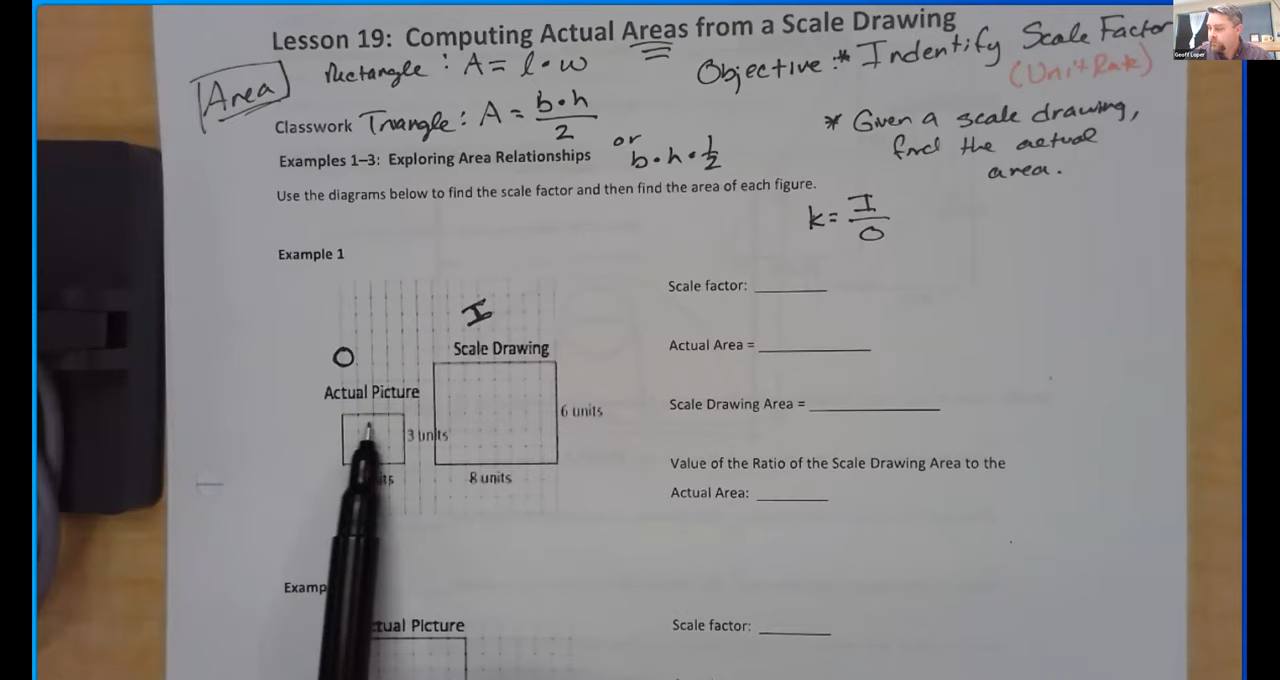 Lesson 19: Computing Actual Areas from a Scale Drawing
Area
Rectangle: A = l • w
Objective: * Indentify Scale Factor
(Unit Rate)
Classwork Triangle: A = b•h/2
or b•h•1/2
* Given a scale drawing,
find the actual
area.
Examples 1–3: Exploring Area Relationships
Use the diagrams below to find the scale factor and then find the area of each figure.
k = I/O
Example 1
I
O
Scale Drawing
Actual Picture
6 units
3 units
8 units
Scale factor:
Actual Area =
Scale Drawing Area =
Value of the Ratio of the Scale Drawing Area to the
Actual Area:
Scale factor:
Geoff Loper